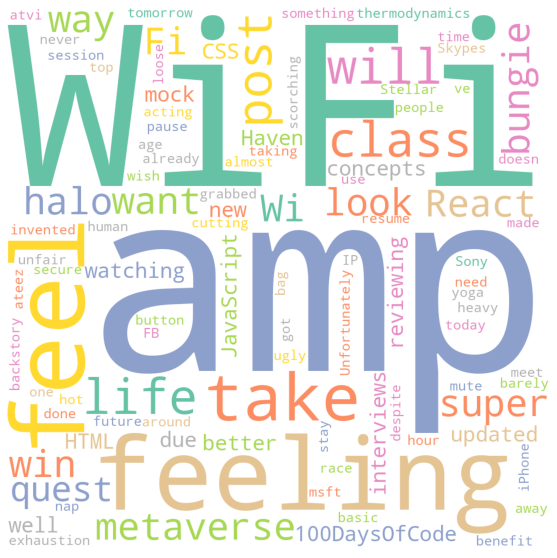 atvi
way
tomorrow
Fi
CSS
post
something
thermodynamics
never
session
top
loose
mock
acting
pause
age
already
wish
Haven
scorching
taking
almost
will
time
Skypes
Stellar
ve
people
bungie
doesn
WiFi
class
concepts
halo
want
new
grabbed
cutting
Wi
use
look
resume
React
made
invented
human
unfair
secure
ateez
backstory
feel
watching
JavaScript
button
FB
amp
IP
bag
got
ugly
Unfortunately
reviewing
Sony
need
yoga
heavy
today
one
hot
done
life
future
around
take
stay
despite
interviews
super
mute
meet
barely
iPhone
HTML
due
better
feeling
race
hour
msft
basic
updated
win
quest
nap
well
exhaustion
metaverse
100DaysOfCode
away
benefit